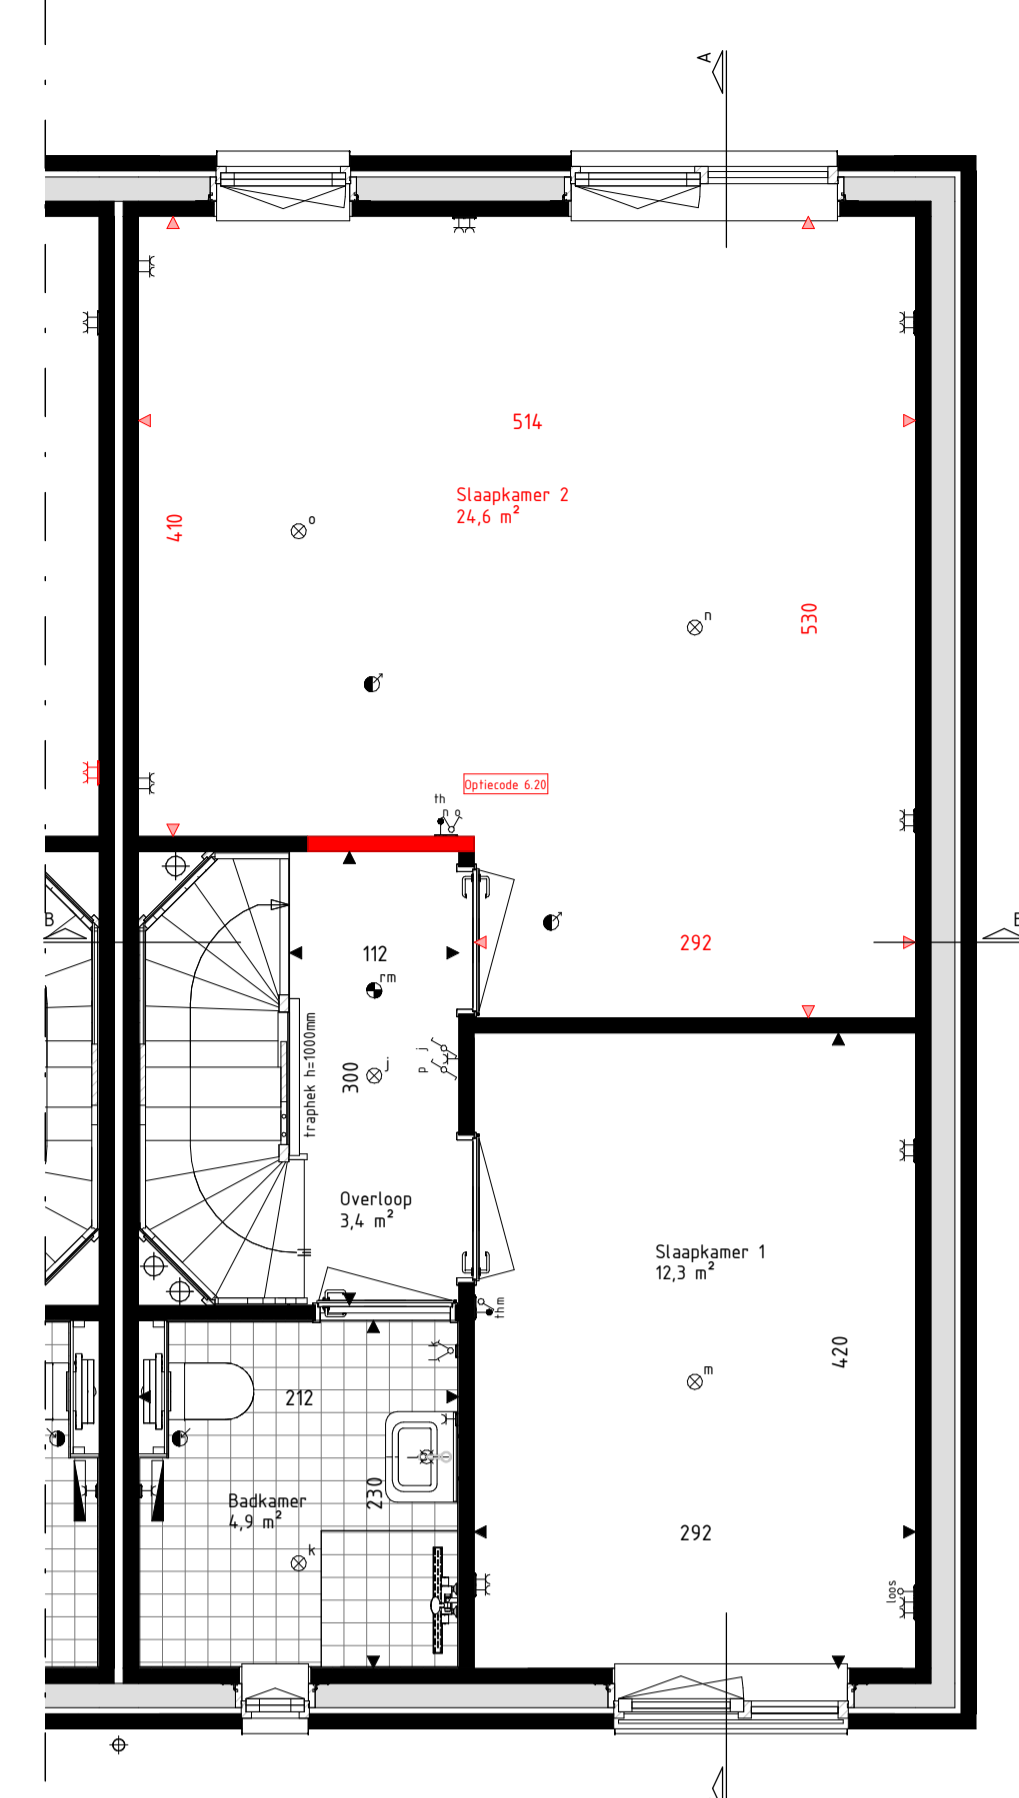 A
514
Slaapkamer 2
24,6 m²
410
o
530
n
Optiecode 6.20
th
n o
B
B
292
112
rm
j
300
p j
traphek h=1000mm
Overloop
3,4 m²
Slaapkamer 1
12,3 m²
thm
k
420
m
212
230
Badkamer
4,9 m²
k
292
loos